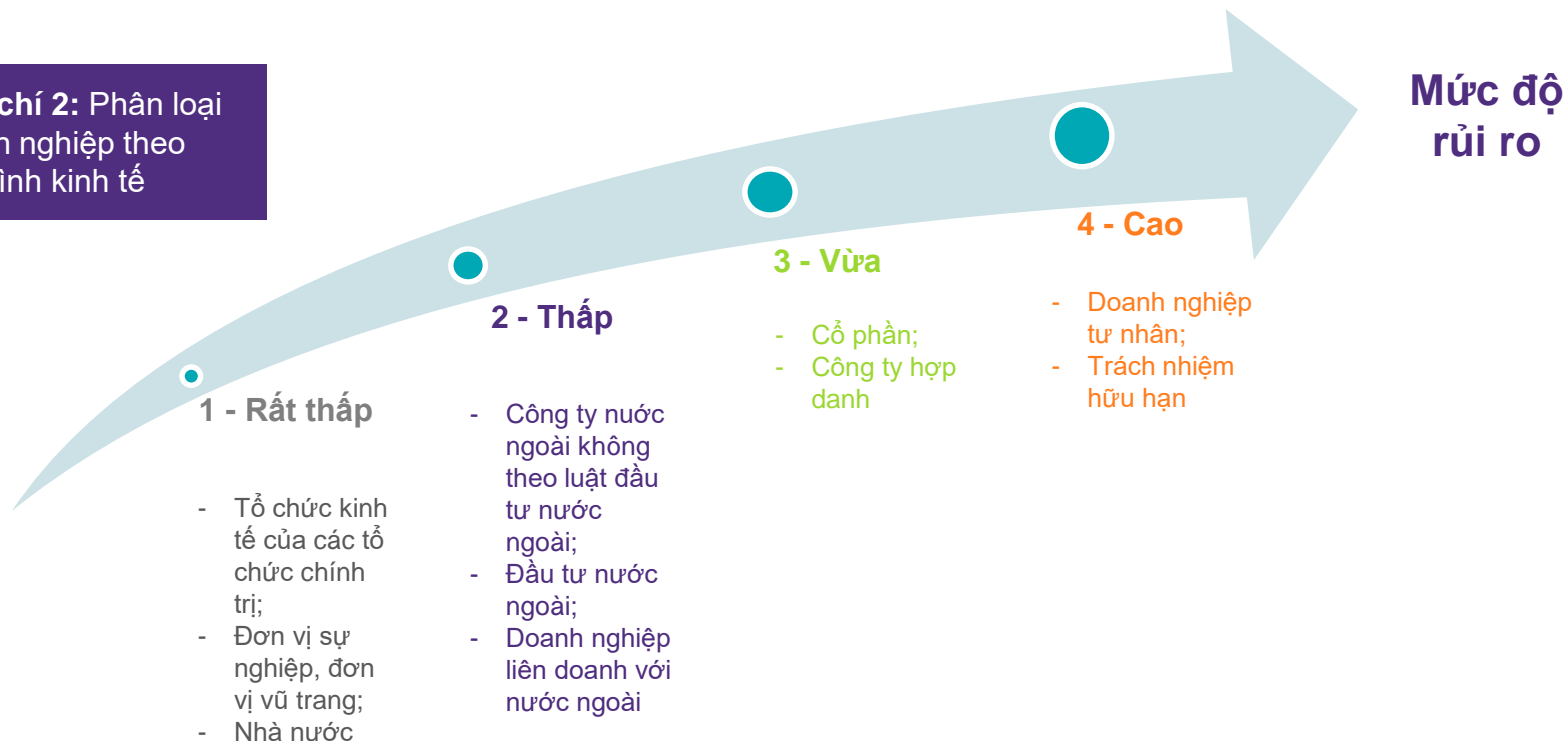 chí 2: Phân loại
nghiệp theo
kinh tế
Mức độ
rủi ro
4 - Cao
- Doanh nghiệp
tư nhân;
- Trách nhiệm
hữu hạn
3 - Vừa
- Cổ phần;
- Công ty hợp
danh
2 - Thấp
- Công ty nuớc
ngoài không
theo luật đầu
tư nước
ngoài;
- Đầu tư nước
ngoài;
- Doanh nghiệp
liên doanh với
nước ngoài
1 - Rất thấp
- Tổ chức kinh
tế của các tổ
chức chính
trị;
- Đơn vị sự
nghiệp, đơn
vị vũ trang;
- Nhà nước